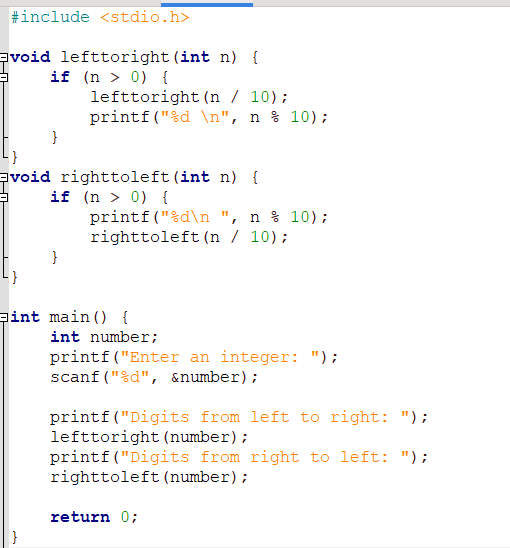 #include <stdio.h>

void lefttoright(int n) {
    if (n > 0) {
        lefttoright(n / 10);
        printf("%d \n", n % 10);
    }
}
void righttoleft(int n) {
    if (n > 0) {
        printf("%d\n ", n % 10);
        righttoleft(n / 10);
    }
}

int main() {
    int number;
    printf("Enter an integer: ");
    scanf("%d", &number);

    printf("Digits from left to right: ");
    lefttoright(number);
    printf("Digits from right to left: ");
    righttoleft(number);

    return 0;
}